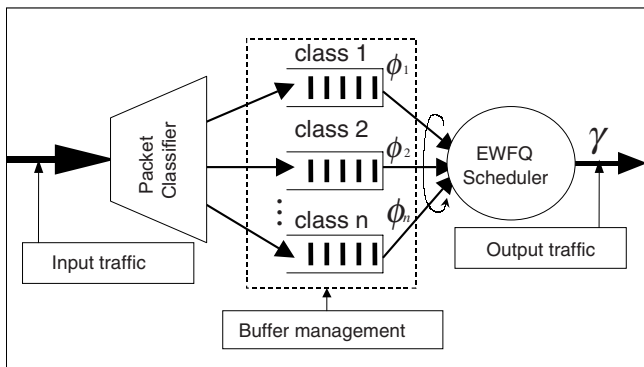 class 1
ϕ1
Packet
Classifier
class 2
ϕ2
EWFQ
Scheduler
γ
⋮
class n
ϕn
Input traffic
Output traffic
Buffer management